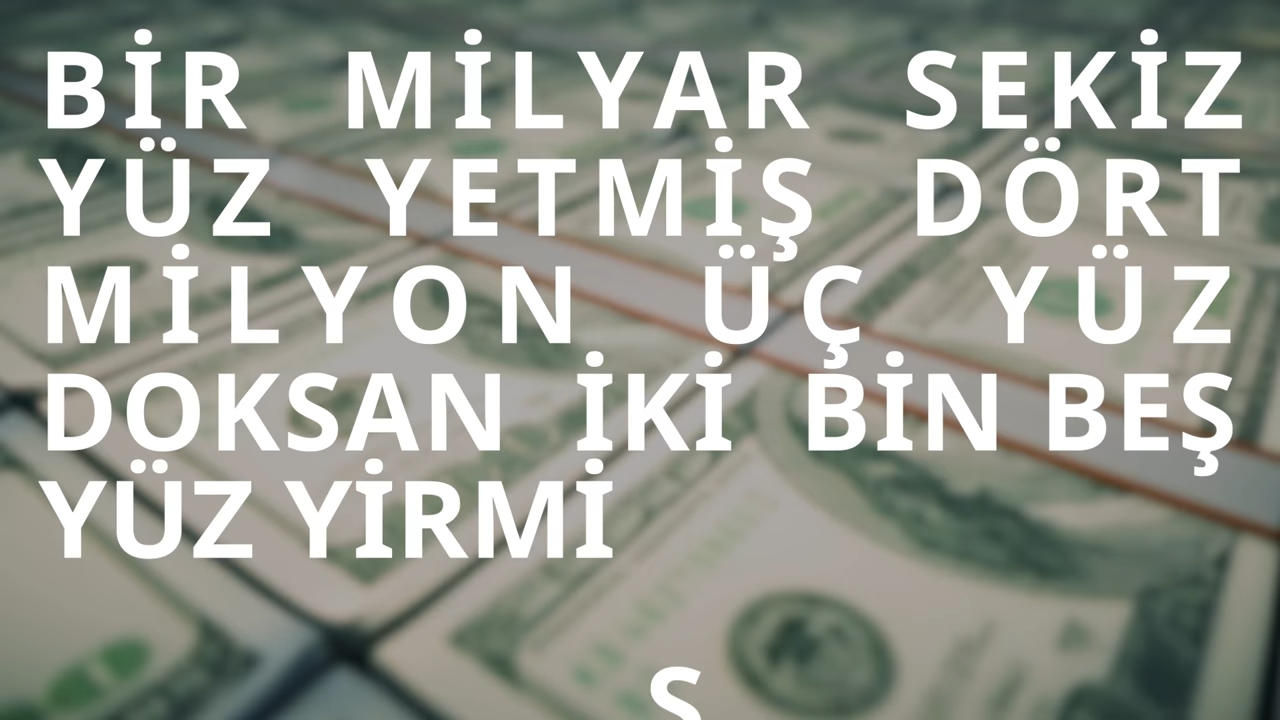 BİR MİLYAR SEKİZ
YÜZ YETMİŞ DÖRT
MİLYON ÜÇ YÜZ
DOKSAN İKİ BİN BEŞ
YÜZ YİRMİ